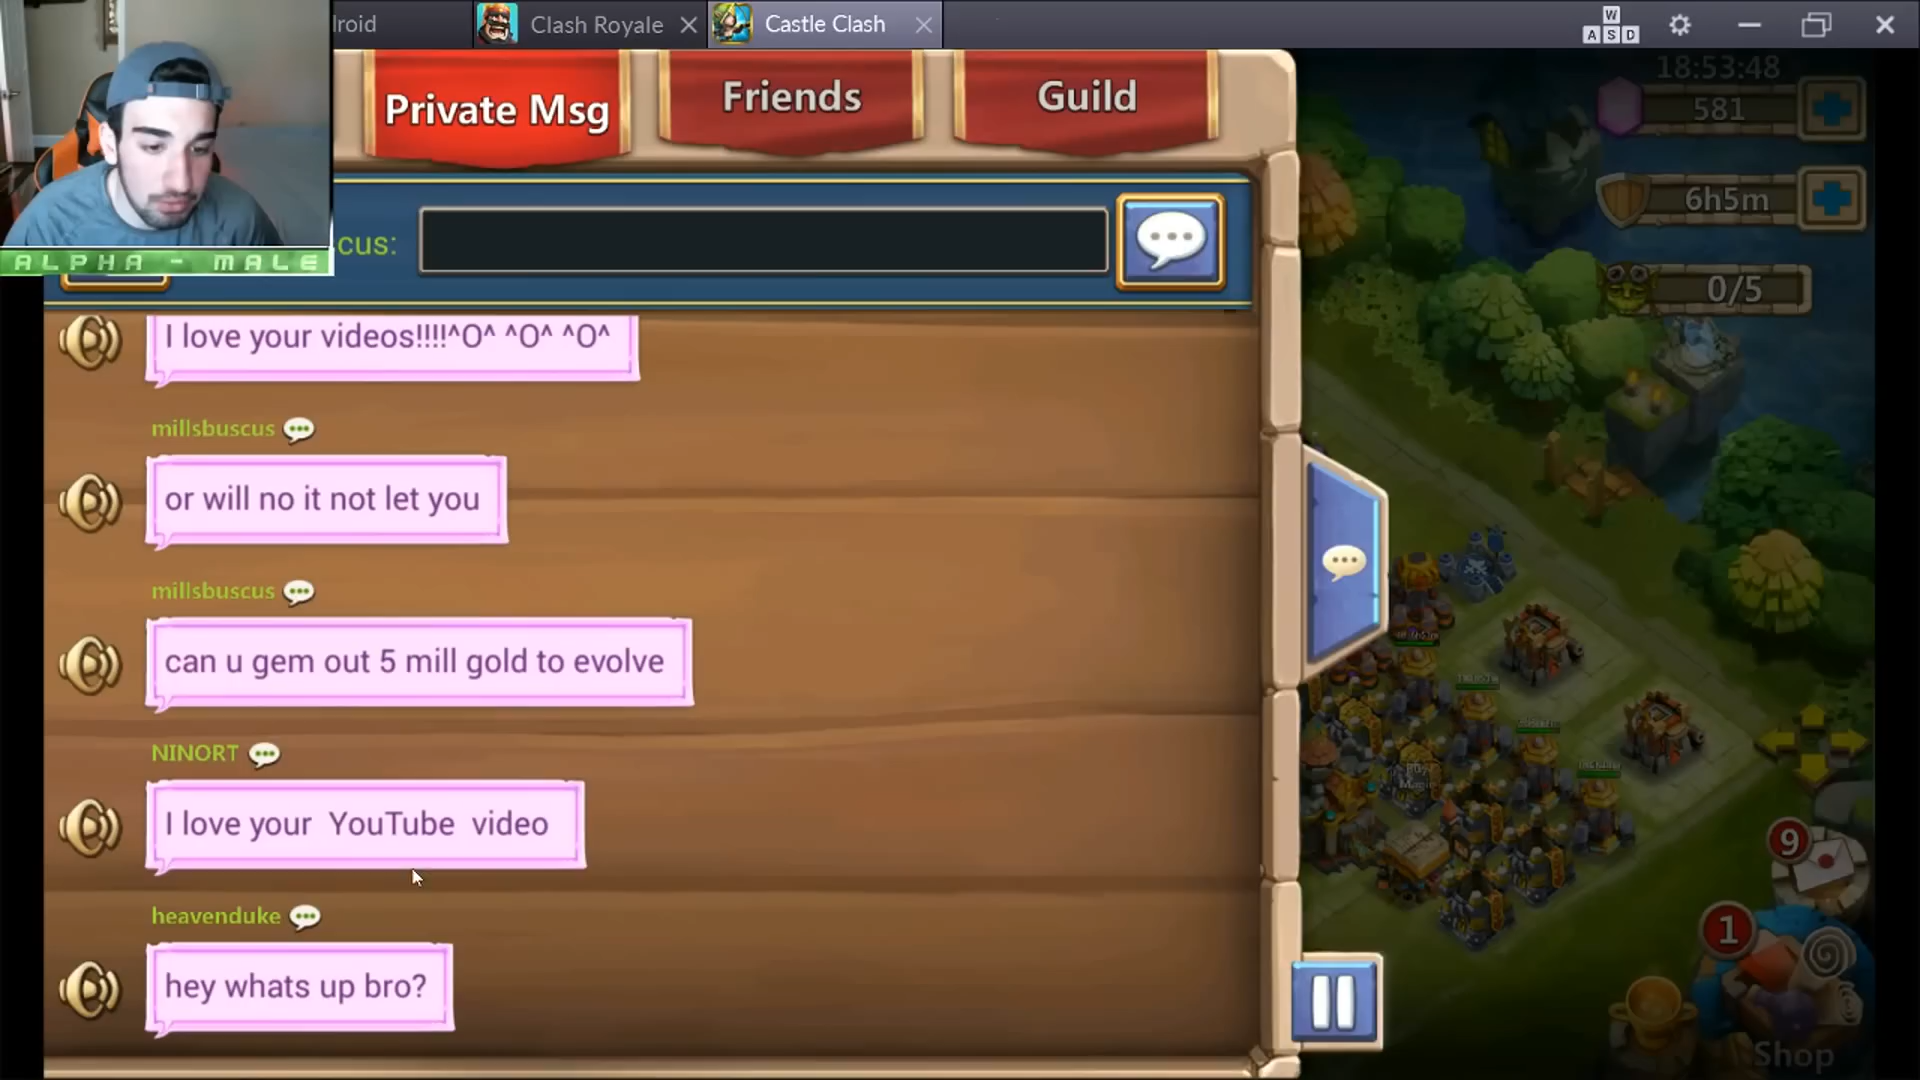 roid
Clash Royale
Castle Clash
W
A S D
Private Msg
Friends
Guild
18:53:48
581
6h5m
0/5
ALPHA - MALE
cus:
I love your videos!!!!^O^ ^O^ ^O^
millsbuscus
or will no it not let you
millsbuscus
can u gem out 5 mill gold to evolve
NINORT
I love your YouTube video
heavenduke
hey whats up bro?
9
1
Shop